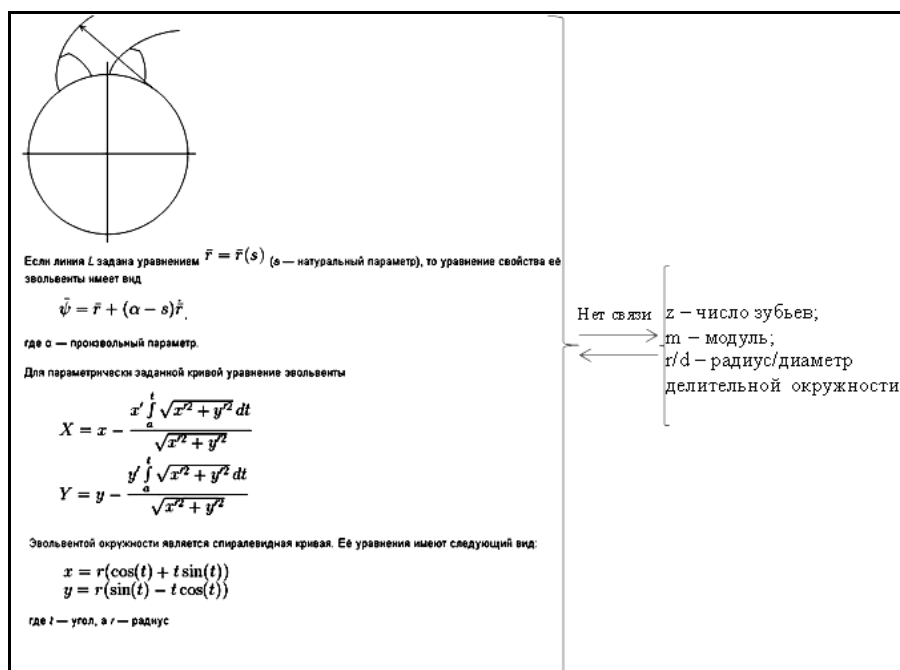 Если линия L задана уравнением r̄ = r̄(s) (s — натуральный параметр), то уравнение свойства её
эвольвенты имеет вид
ψ̄ = r̄ + (α − s)ṙ̄,
где α — произвольный параметр.
Для параметрически заданной кривой уравнение эвольвенты
X = x − (x′ ∫ₐᵗ √(x′² + y′²) dt) / √(x′² + y′²)
Y = y − (y′ ∫ₐᵗ √(x′² + y′²) dt) / √(x′² + y′²)
Эвольвентой окружности является спиралевидная кривая. Её уравнения имеют следующий вид:
x = r(cos(t) + t sin(t))
y = r(sin(t) − t cos(t))
где t — угол, а r — радиус
Нет связи
z – число зубьев;
m – модуль;
r/d – радиус/диаметр
делительной окружности